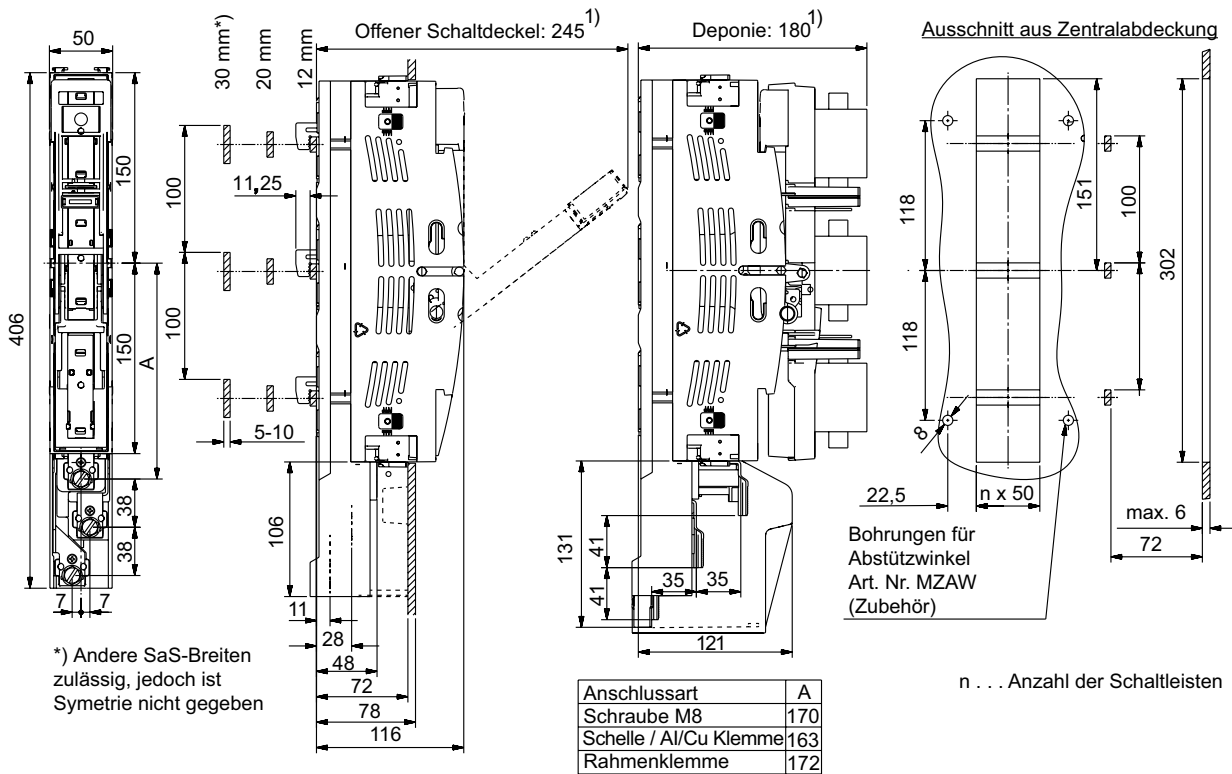 50
406
150
150
A
38
38
7
7
30 mm*)
20 mm
12 mm
100
100
11,25
5-10
Offener Schaltdeckel: 245 1)
106
11
28
48
72
78
116
Deponie: 180 1)
131
41
41
35
35
121
Ausschnitt aus Zentralabdeckung
118
118
151
100
302
8
22,5
n x 50
max. 6
72
Bohrungen für
Abstützwinkel
Art. Nr. MZAW
(Zubehör)
*) Andere SaS-Breiten
zulässig, jedoch ist
Symetrie nicht gegeben
Anschlussart A
Schraube M8 170
Schelle / Al/Cu Klemme 163
Rahmenklemme 172
n . . . Anzahl der Schaltleisten